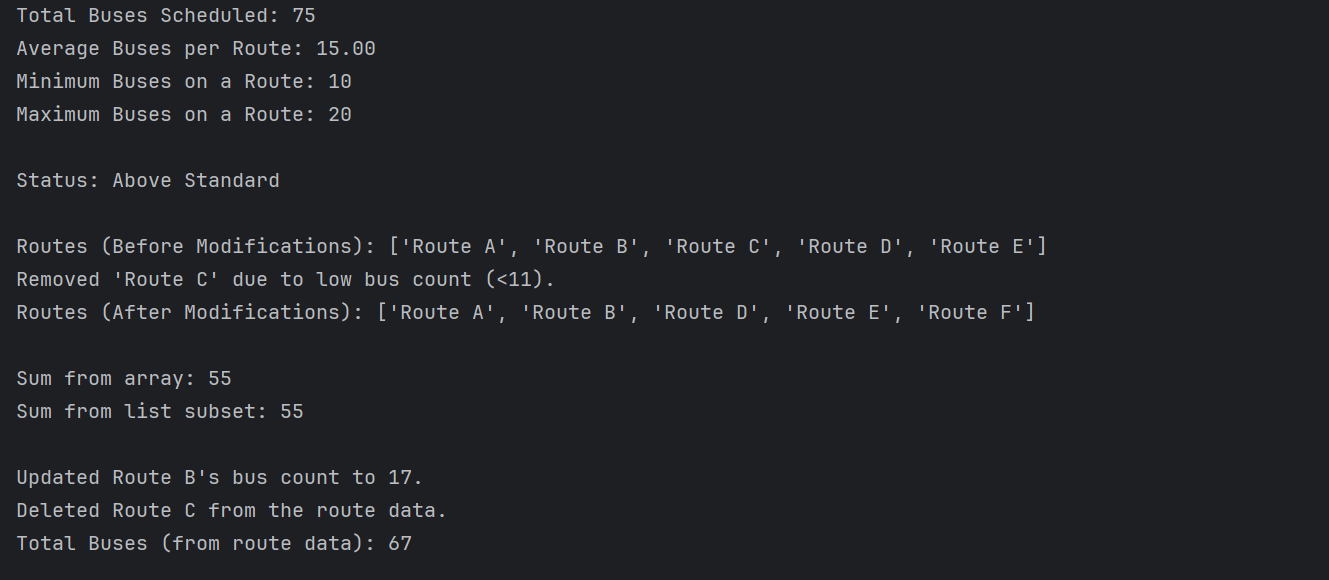 Total Buses Scheduled: 75
Average Buses per Route: 15.00
Minimum Buses on a Route: 10
Maximum Buses on a Route: 20
Status: Above Standard
Routes (Before Modifications): ['Route A', 'Route B', 'Route C', 'Route D', 'Route E']
Removed 'Route C' due to low bus count (<11).
Routes (After Modifications): ['Route A', 'Route B', 'Route D', 'Route E', 'Route F']
Sum from array: 55
Sum from list subset: 55
Updated Route B's bus count to 17.
Deleted Route C from the route data.
Total Buses (from route data): 67